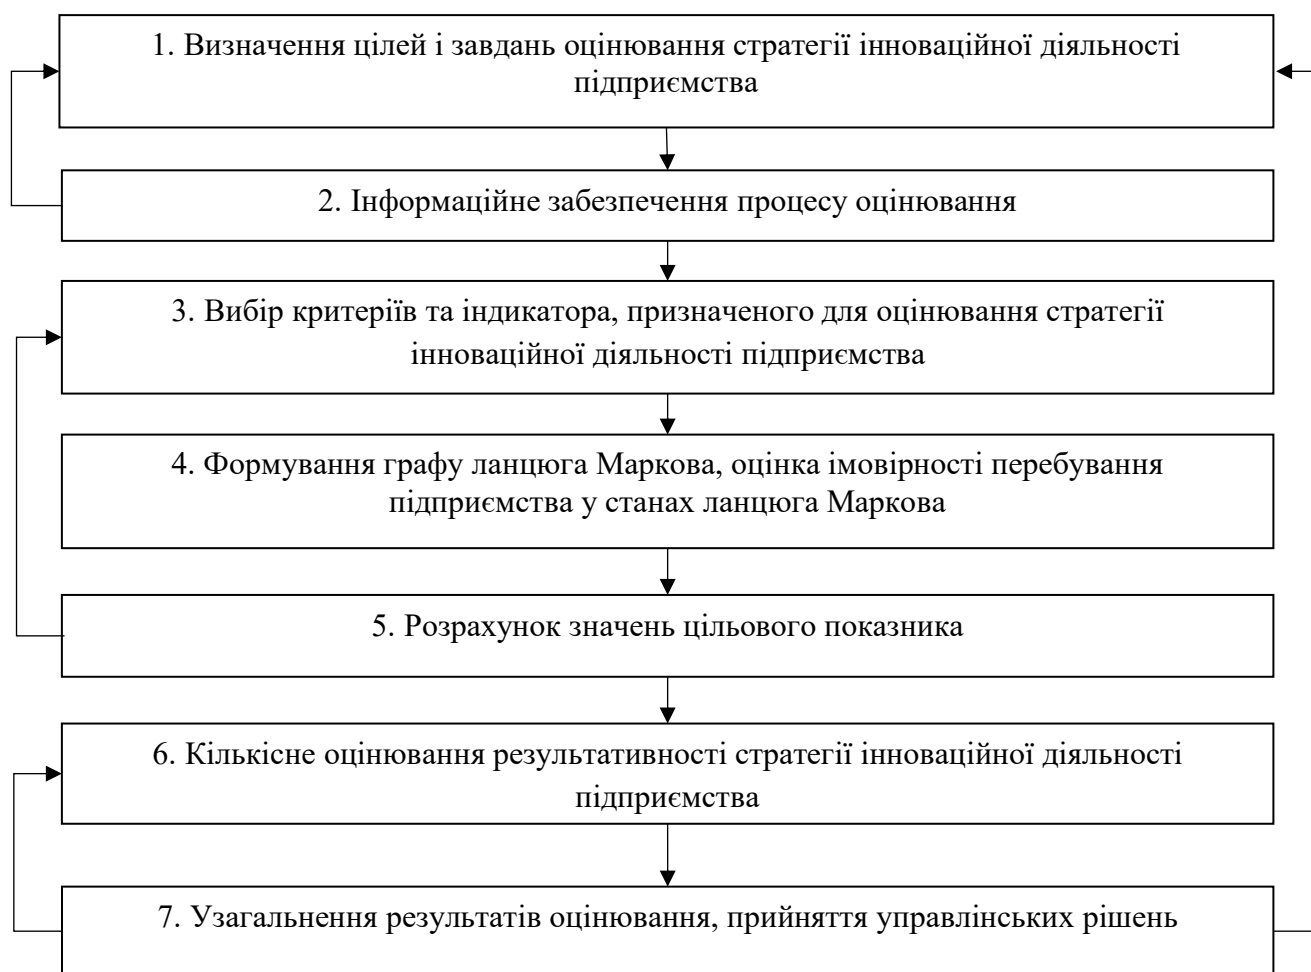 1. Визначення цілей і завдань оцінювання стратегії інноваційної діяльності
підприємства
2. Інформаційне забезпечення процесу оцінювання
3. Вибір критеріїв та індикатора, призначеного для оцінювання стратегії
інноваційної діяльності підприємства
4. Формування графу ланцюга Маркова, оцінка імовірності перебування
підприємства у станах ланцюга Маркова
5. Розрахунок значень цільового показника
6. Кількісне оцінювання результативності стратегії інноваційної діяльності
підприємства
7. Узагальнення результатів оцінювання, прийняття управлінських рішень